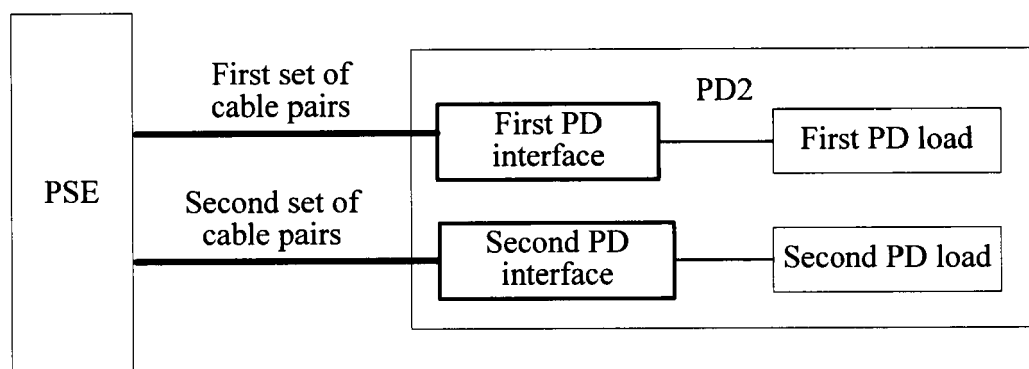 PSE
First set of
cable pairs
Second set of
cable pairs
PD2
First PD
interface
First PD load
Second PD
interface
Second PD load